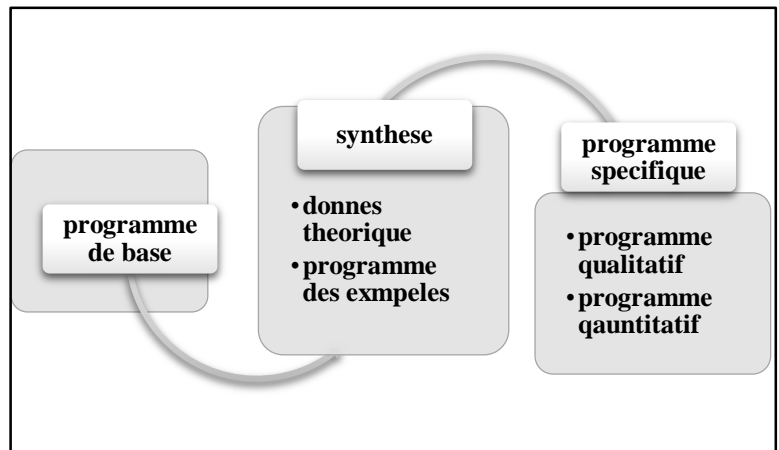 programme
de base
synthese
•donnes
theorique
•programme
des exmpeles
programme
specifique
•programme
qualitatif
•programme
qauntitatif